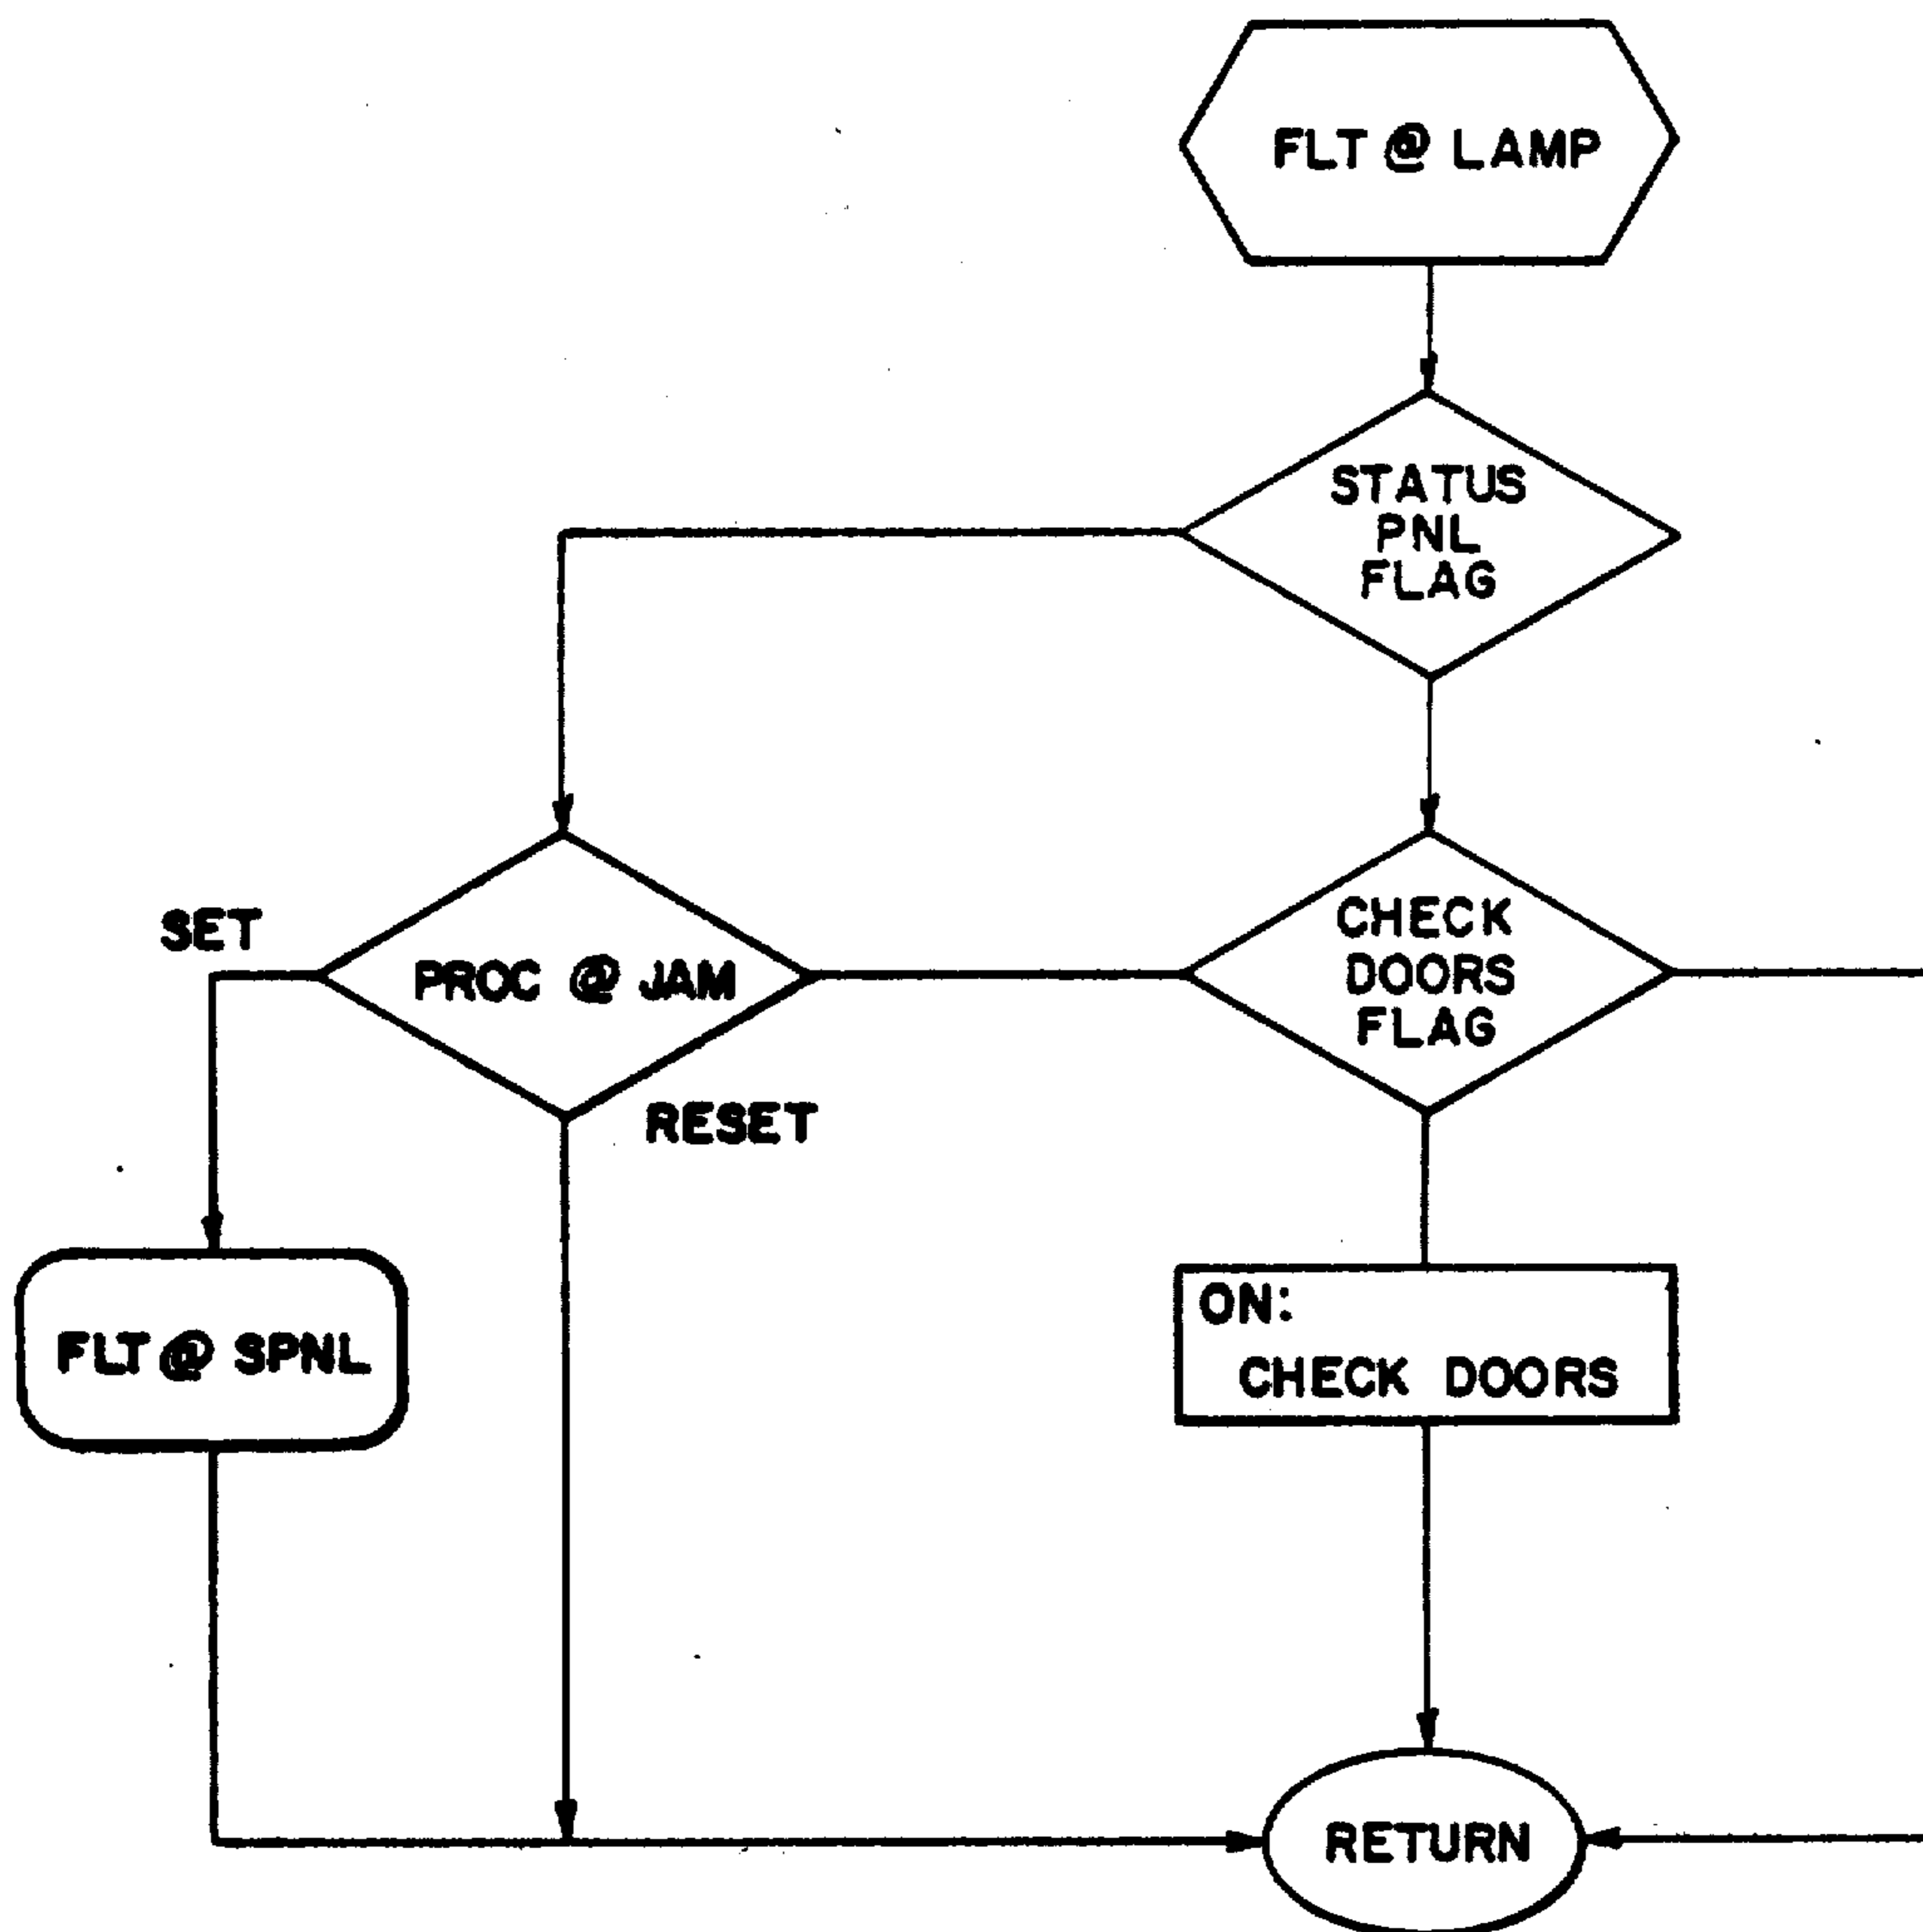 FLT @ LAMP
STATUS
PNL
FLAG
SET
PROC @ JAM
CHECK
DOORS
FLAG
RESET
FLT @ SPNL
ON:
CHECK DOORS
RETURN